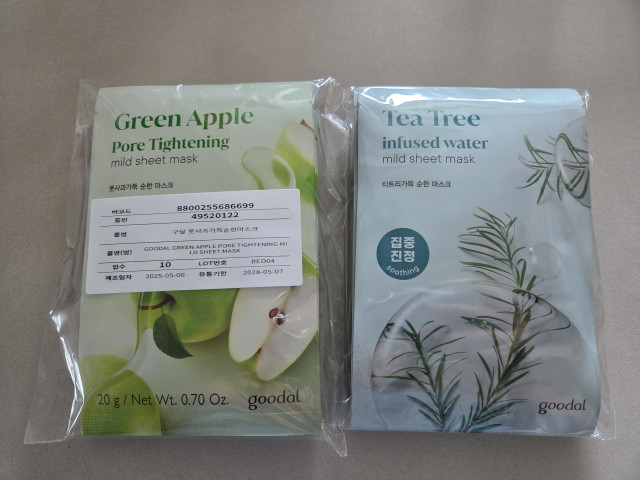 Green Apple
Pore Tightening
mild sheet mask
풋사과가득 순한 마스크
바코드 8800255686699
품번 49520122
품명 구달 풋사과가득순한마스크
품명(영) GOODAL GREEN APPLE PORE TIGHTENING MI
LD SHEET MASK
입수 10 LOT번호 BED04
제조일자 2025-05-08 유통기한 2028-05-07
20 g / Net Wt. 0.70 Oz.
goodal
Tea Tree
infused water
mild sheet mask
티트리가득 순한 마스크
집중
진정
soothing
goodal